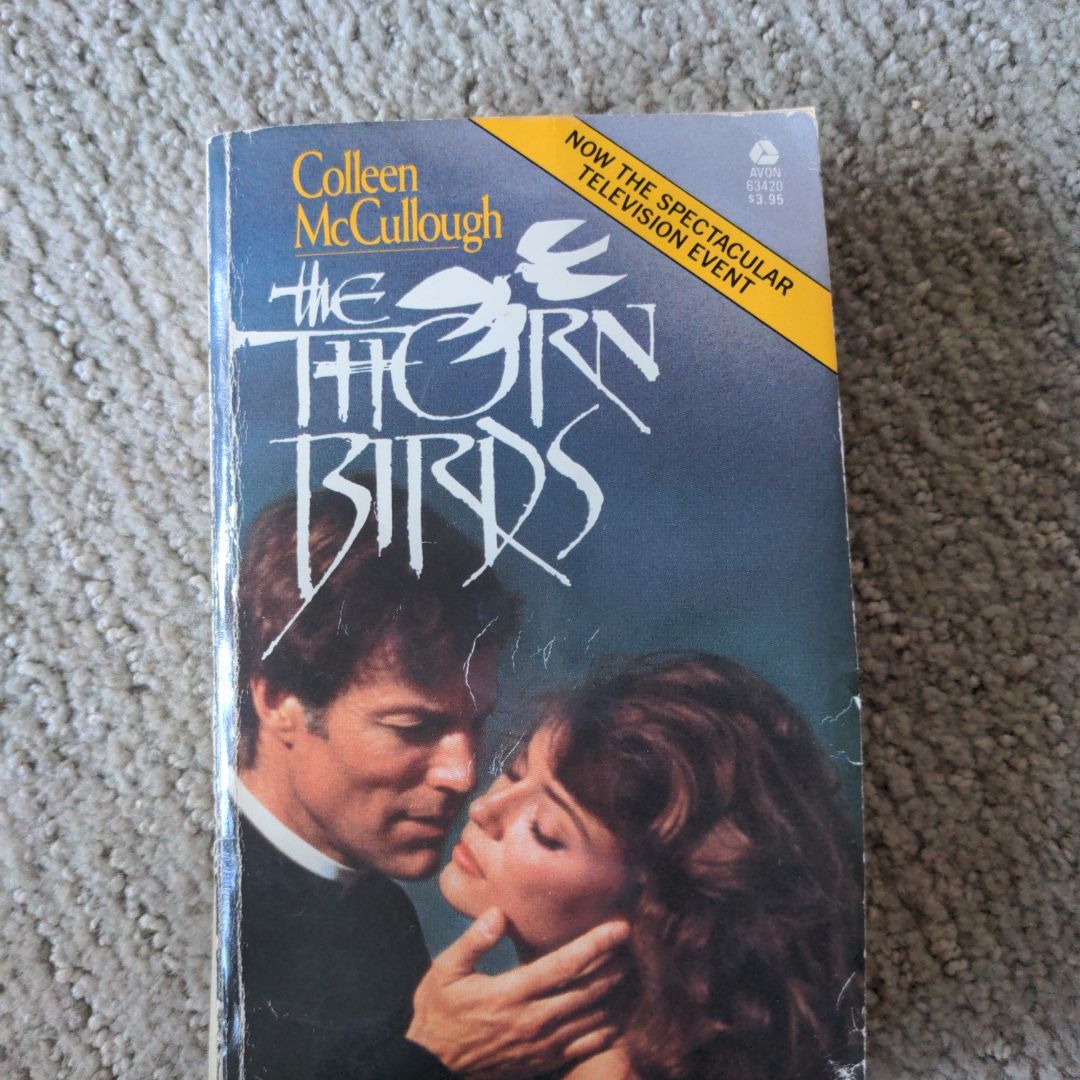 Colleen
McCullough
the
THORN
BIRDS
NOW THE SPECTACULAR
TELEVISION EVENT
AVON
63420
$3.95